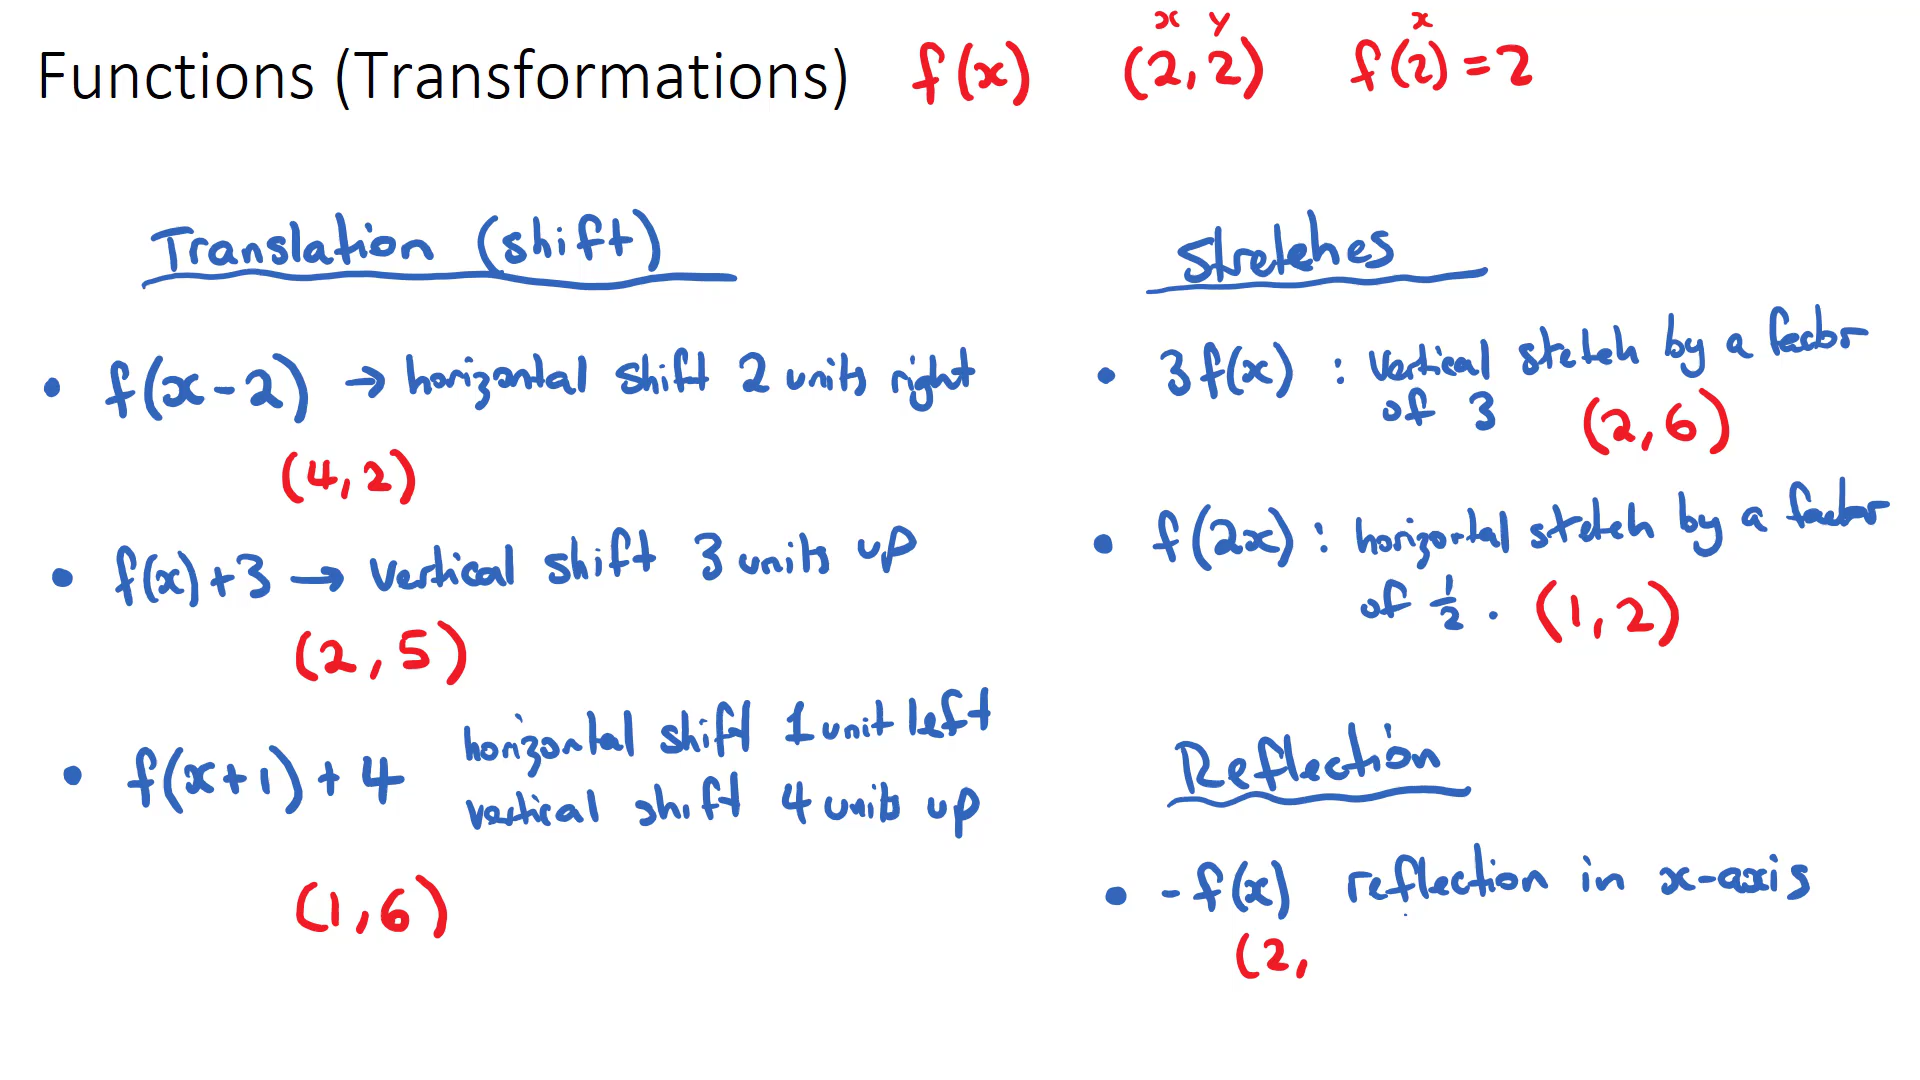 Functions (Transformations)
f(x)
x y
(2, 2)
x
f(2) = 2
Translation (shift)
• f(x - 2) → horizontal shift 2 units right
(4, 2)
• f(x) + 3 → vertical shift 3 units up
(2, 5)
• f(x + 1) + 4
horizontal shift 1 unit left
vertical shift 4 units up
(1, 6)
Stretches
• 3f(x) : vertical stretch by a factor
of 3 (2, 6)
• f(2x) : horizontal stretch by a factor
of 1/2 . (1, 2)
Reflection
• -f(x) reflection in x-axis
(2,